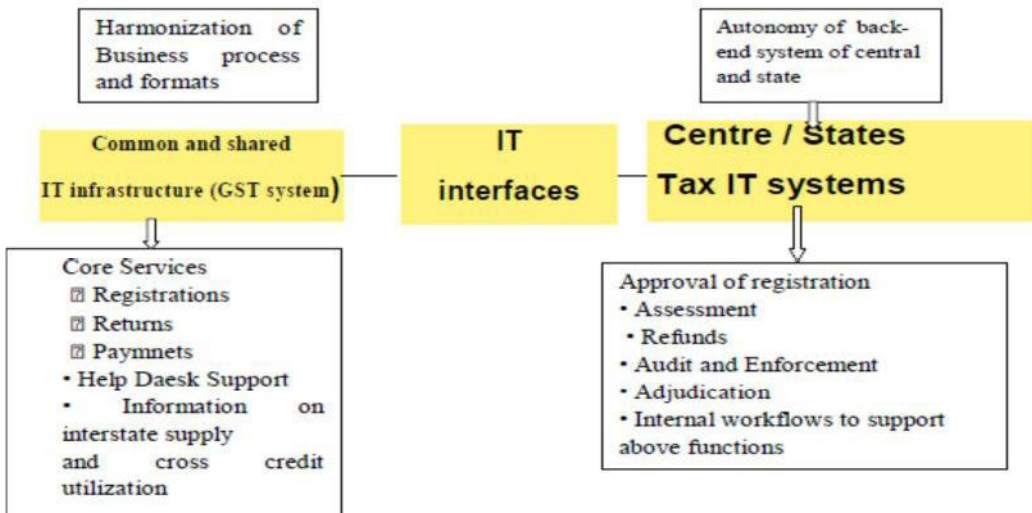 Harmonization of
Business process
and formats
Autonomy of back-
end system of central
and state
Common and shared
IT infrastructure (GST system)
IT
interfaces
Centre / States
Tax IT systems
Core Services
⍰ Registrations
⍰ Returns
⍰ Paymnets
• Help Daesk Support
• Information on
interstate supply
and cross credit
utilization
Approval of registration
• Assessment
• Refunds
• Audit and Enforcement
• Adjudication
• Internal workflows to support
above functions